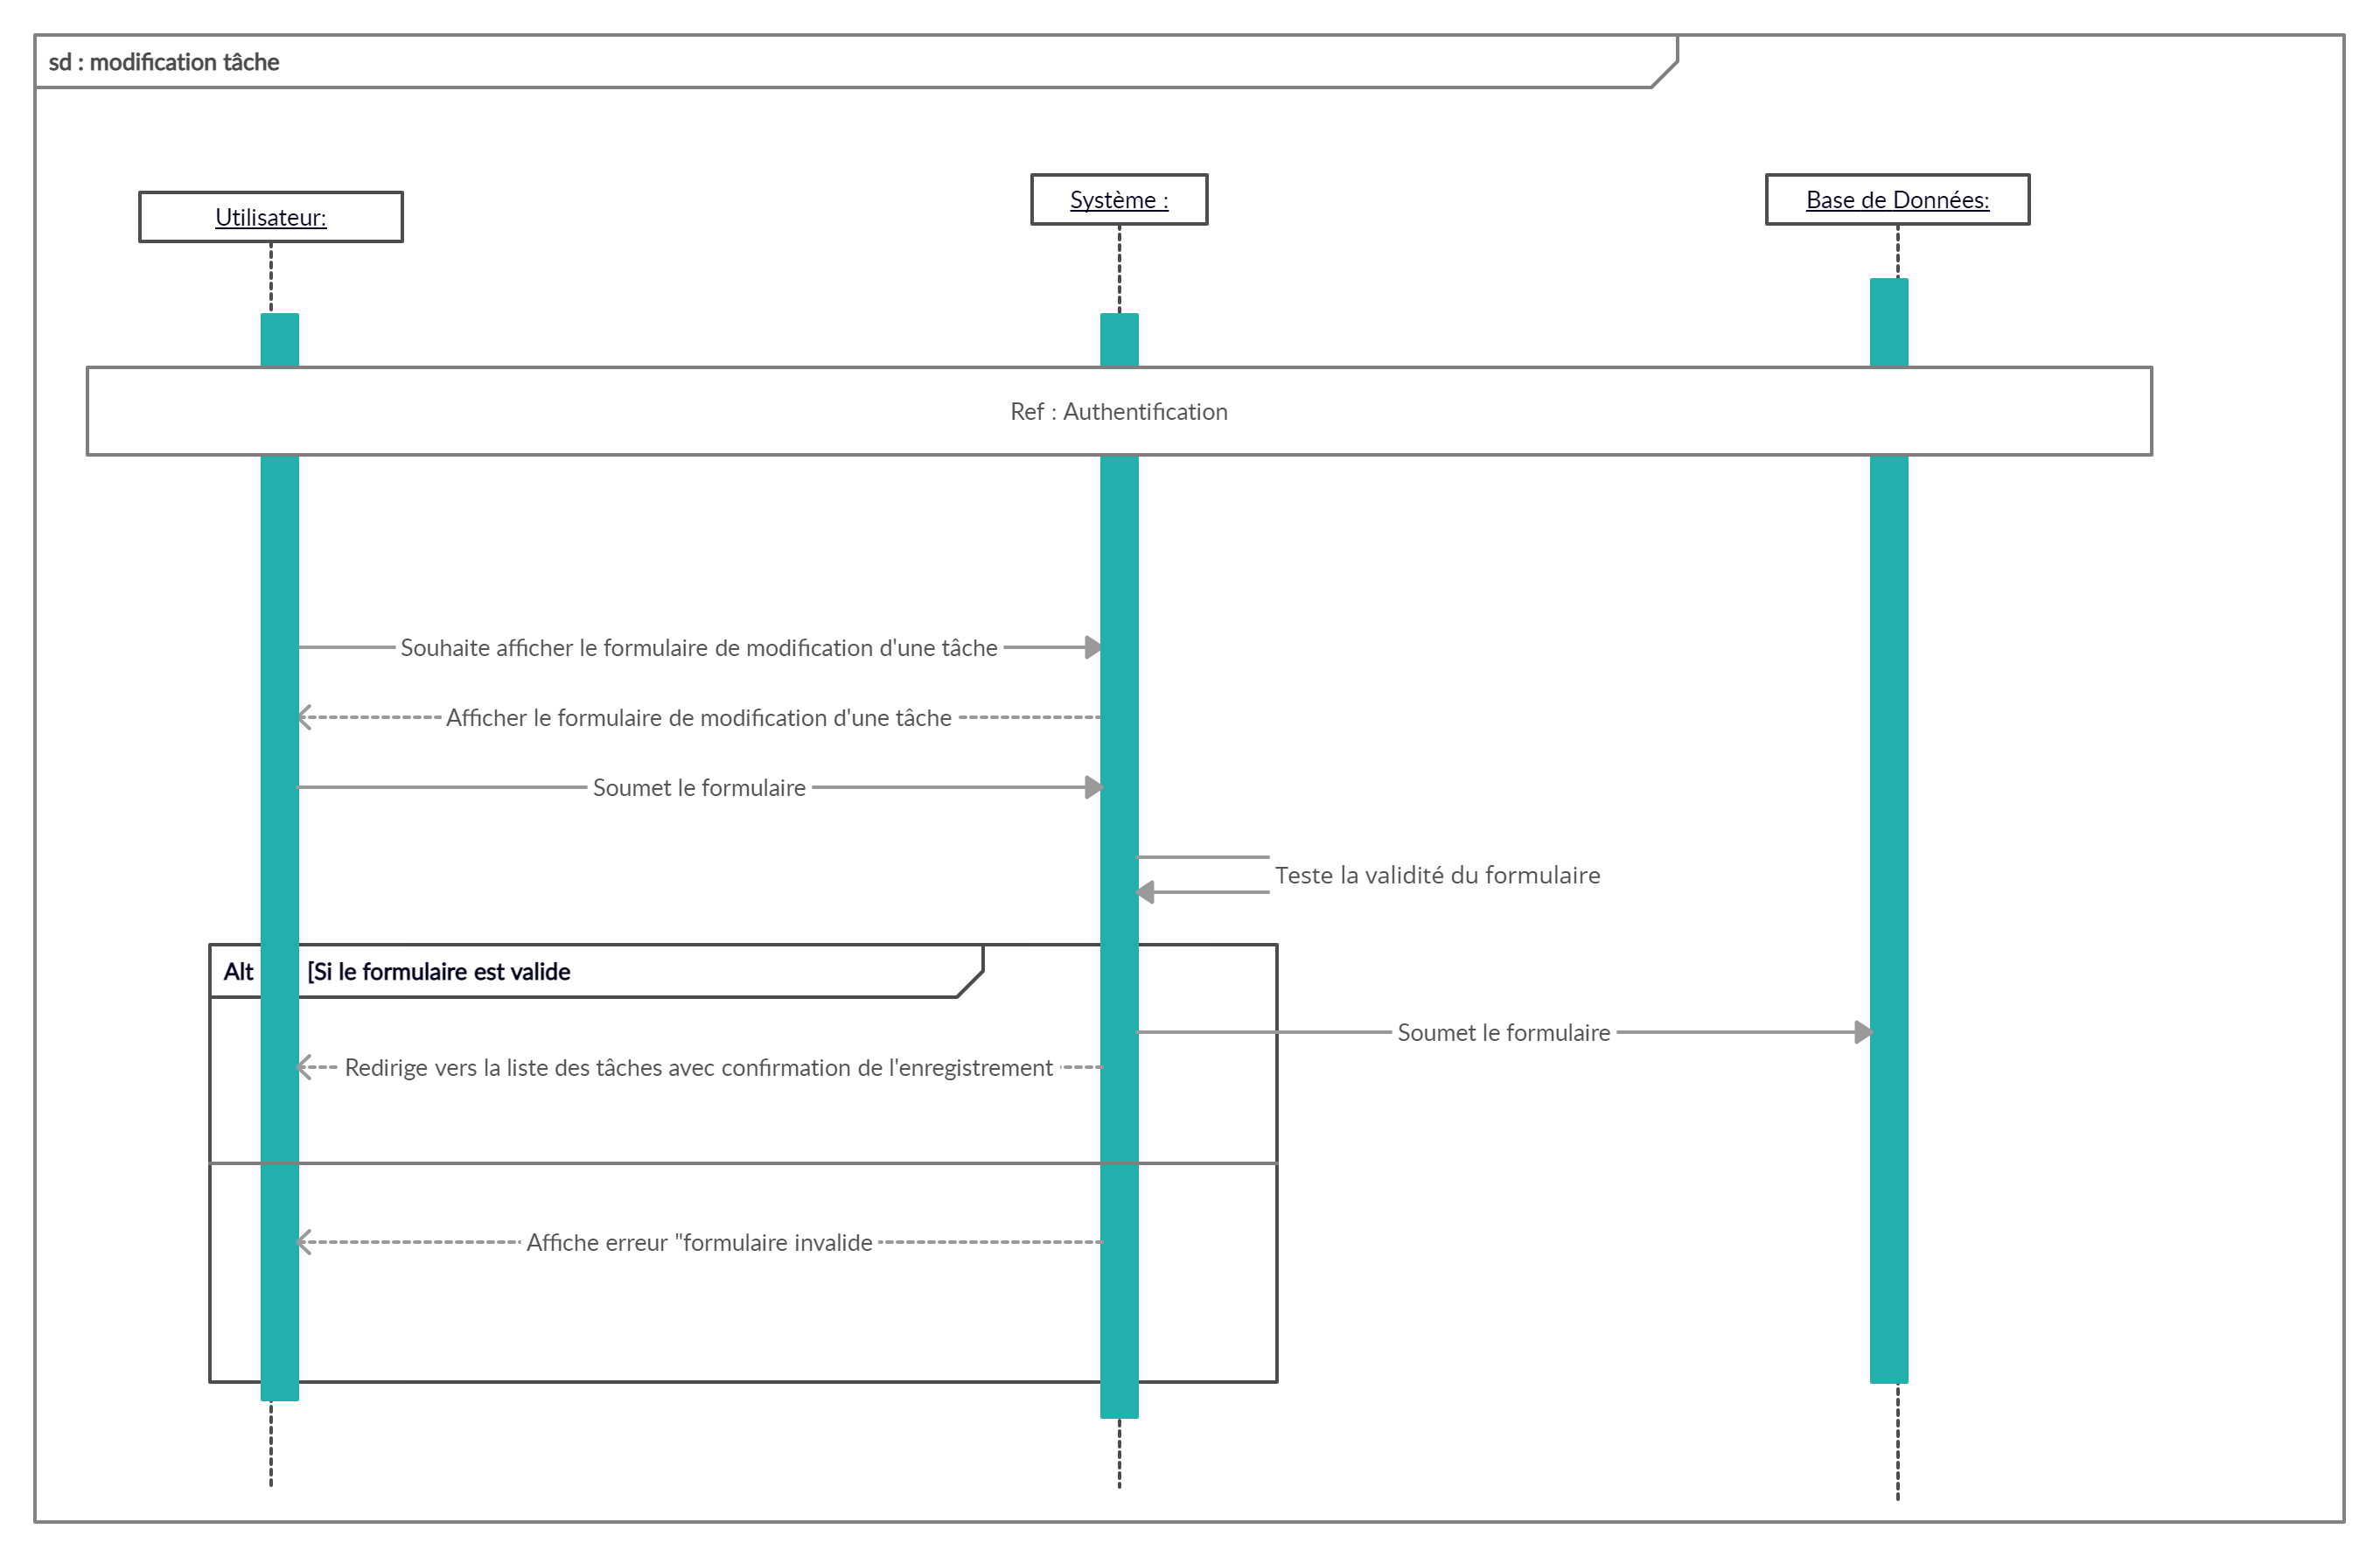 sd : modification tâche
Utilisateur:
Système :
Base de Données:
Ref : Authentification
Souhaite afficher le formulaire de modification d'une tâche
Afficher le formulaire de modification d'une tâche
Soumet le formulaire
Teste la validité du formulaire
Alt [Si le formulaire est valide
Soumet le formulaire
Redirige vers la liste des tâches avec confirmation de l'enregistrement
Affiche erreur "formulaire invalide